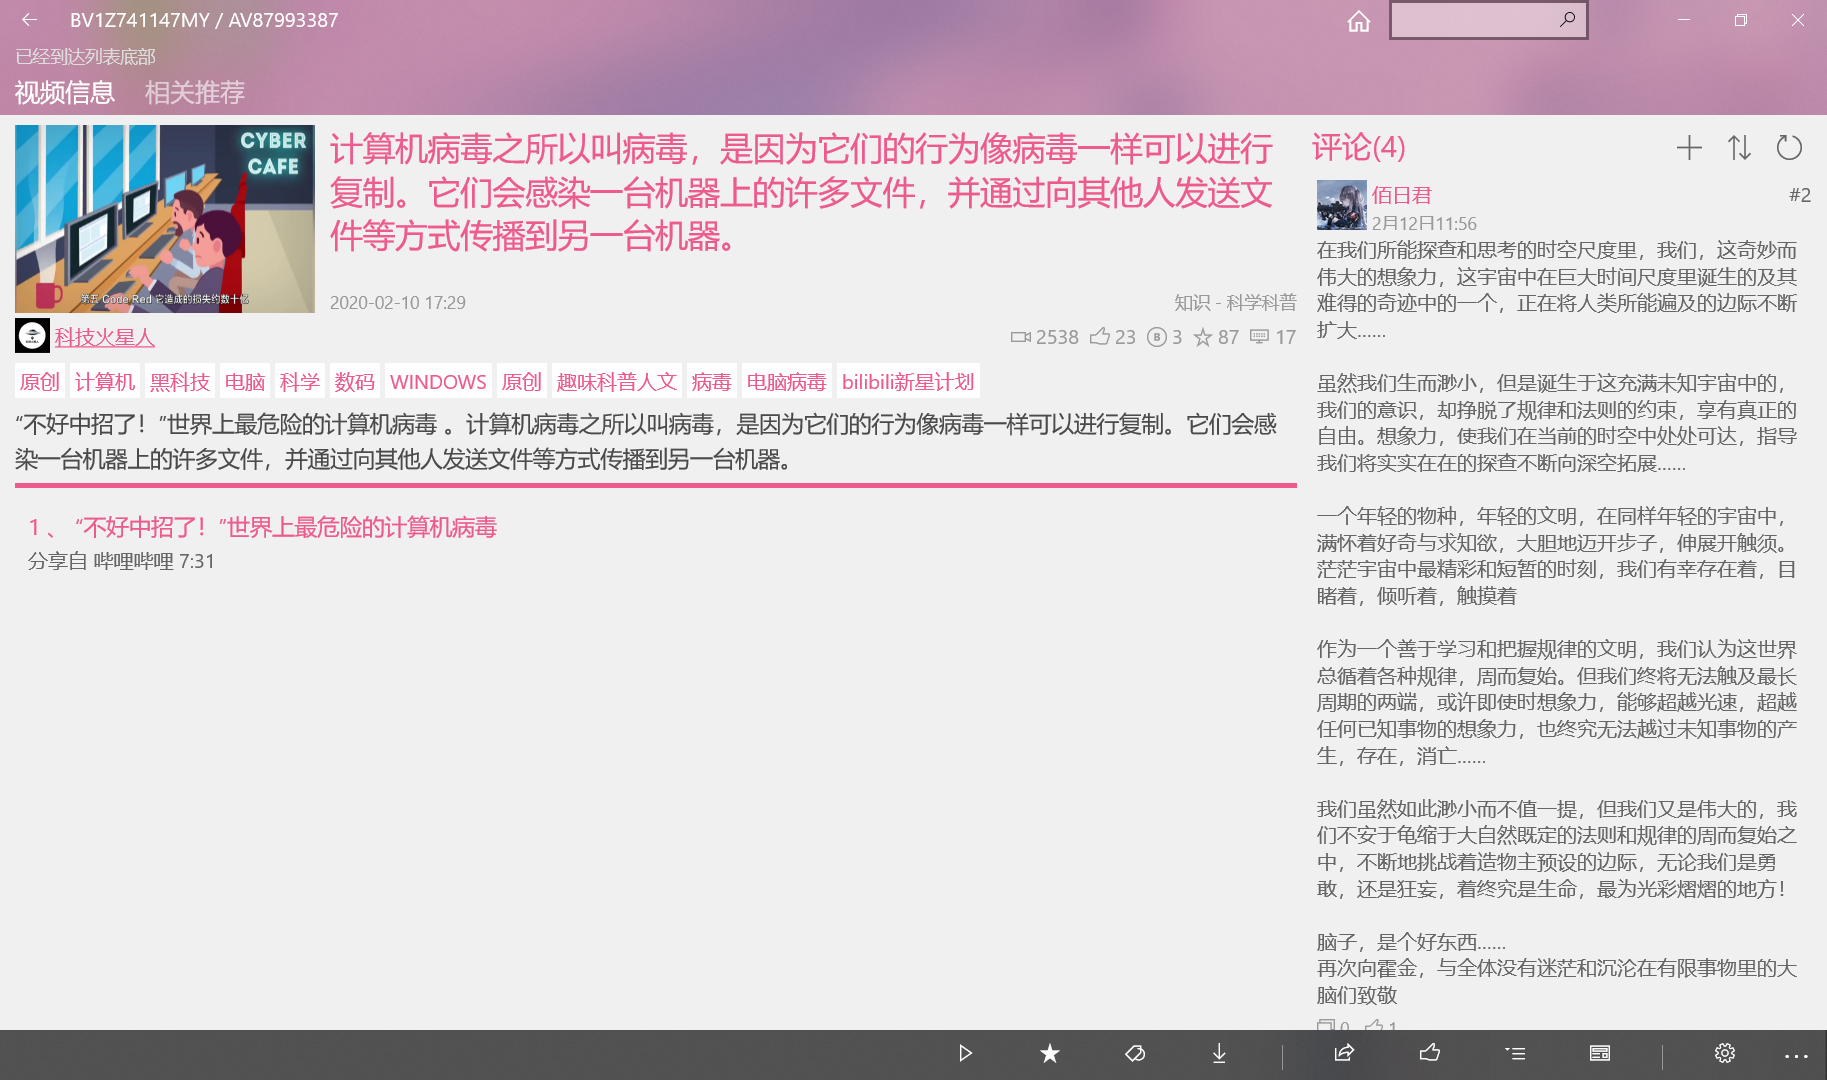 BV1Z741147MY / AV87993387
已经到达列表底部
视频信息 相关推荐
CYBER
CAFE
第五 Code Red 它造成的损失约数十亿
计算机病毒之所以叫病毒，是因为它们的行为像病毒一样可以进行
复制。它们会感染一台机器上的许多文件，并通过向其他人发送文
件等方式传播到另一台机器。
2020-02-10 17:29
知识 - 科学科普
科技火星人
2538 23 3 87 17
原创 计算机 黑科技 电脑 科学 数码 WINDOWS 原创 趣味科普人文 病毒 电脑病毒 bilibili新星计划
“不好中招了！”世界上最危险的计算机病毒 。计算机病毒之所以叫病毒，是因为它们的行为像病毒一样可以进行复制。它们会感
染一台机器上的许多文件，并通过向其他人发送文件等方式传播到另一台机器。
1 、 “不好中招了！”世界上最危险的计算机病毒
分享自 哔哩哔哩 7:31
评论(4)
佰日君
#2
2月12日11:56
在我们所能探查和思考的时空尺度里，我们，这奇妙而
伟大的想象力，这宇宙中在巨大时间尺度里诞生的及其
难得的奇迹中的一个，正在将人类所能遍及的边际不断
扩大......
虽然我们生而渺小，但是诞生于这充满未知宇宙中的，
我们的意识，却挣脱了规律和法则的约束，享有真正的
自由。想象力，使我们在当前的时空中处处可达，指导
我们将实实在在的探查不断向深空拓展......
一个年轻的物种，年轻的文明，在同样年轻的宇宙中，
满怀着好奇与求知欲，大胆地迈开步子，伸展开触须。
茫茫宇宙中最精彩和短暂的时刻，我们有幸存在着，目
睹着，倾听着，触摸着
作为一个善于学习和把握规律的文明，我们认为这世界
总循着各种规律，周而复始。但我们终将无法触及最长
周期的两端，或许即使时想象力，能够超越光速，超越
任何已知事物的想象力，也终究无法越过未知事物的产
生，存在，消亡......
我们虽然如此渺小而不值一提，但我们又是伟大的，我
们不安于龟缩于大自然既定的法则和规律的周而复始之
中，不断地挑战着造物主预设的边际，无论我们是勇
敢，还是狂妄，着终究是生命，最为光彩熠熠的地方！
脑子，是个好东西......
再次向霍金，与全体没有迷茫和沉沦在有限事物里的大
脑们致敬
0 1